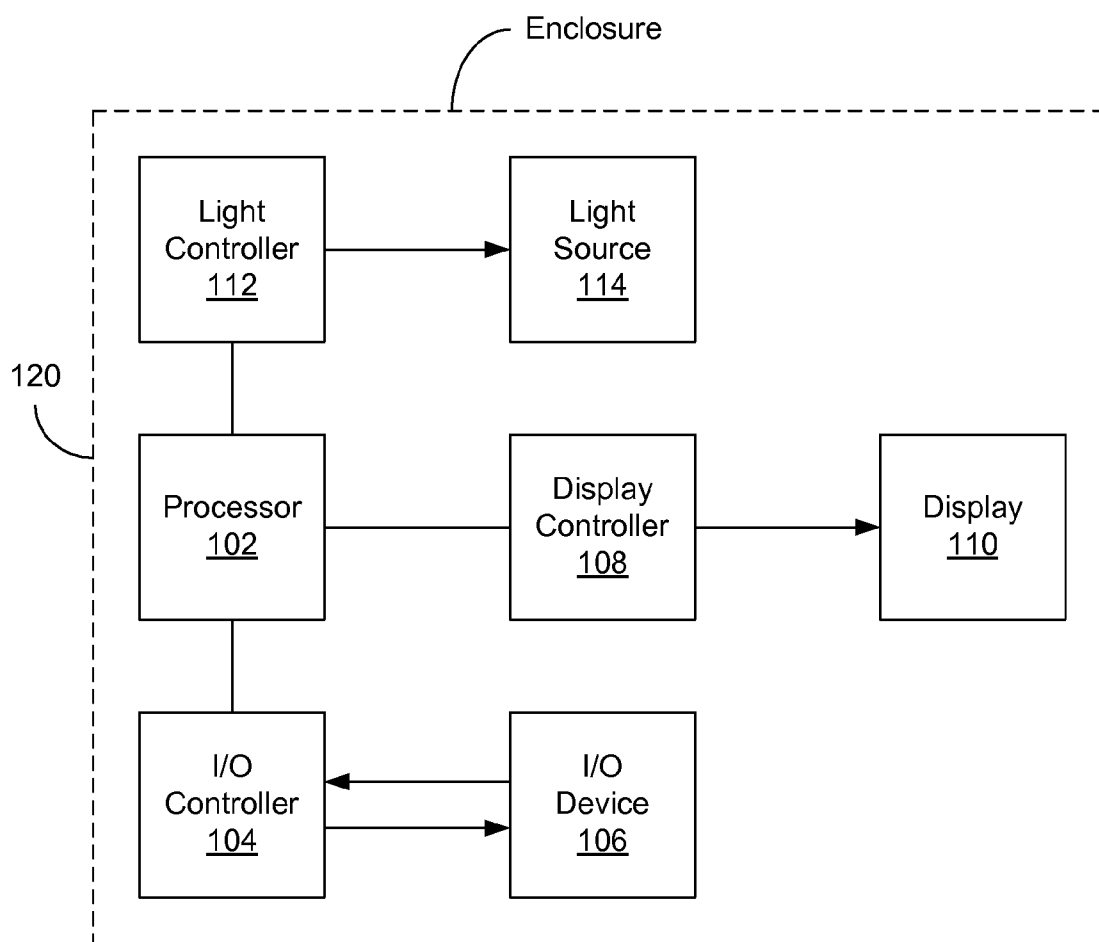 Enclosure
Light
Controller
112
Light
Source
114
120
Processor
102
Display
Controller
108
Display
110
I/O
Controller
104
I/O
Device
106